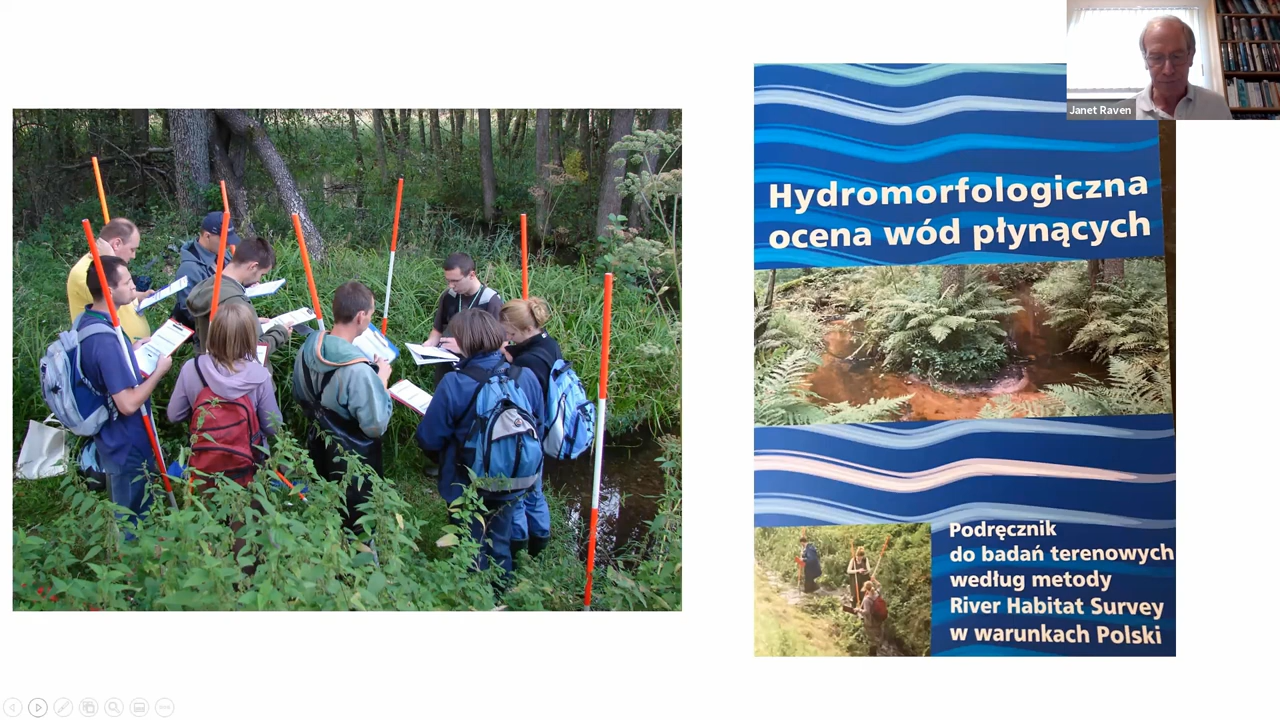 Janet Raven
Hydromorfologiczna
ocena wód płynących
Podręcznik
do badań terenowych
według metody
River Habitat Survey
w warunkach Polski